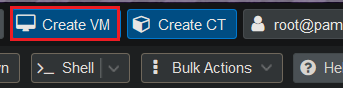 Create VM Create CT root@pam
>_ Shell Bulk Actions